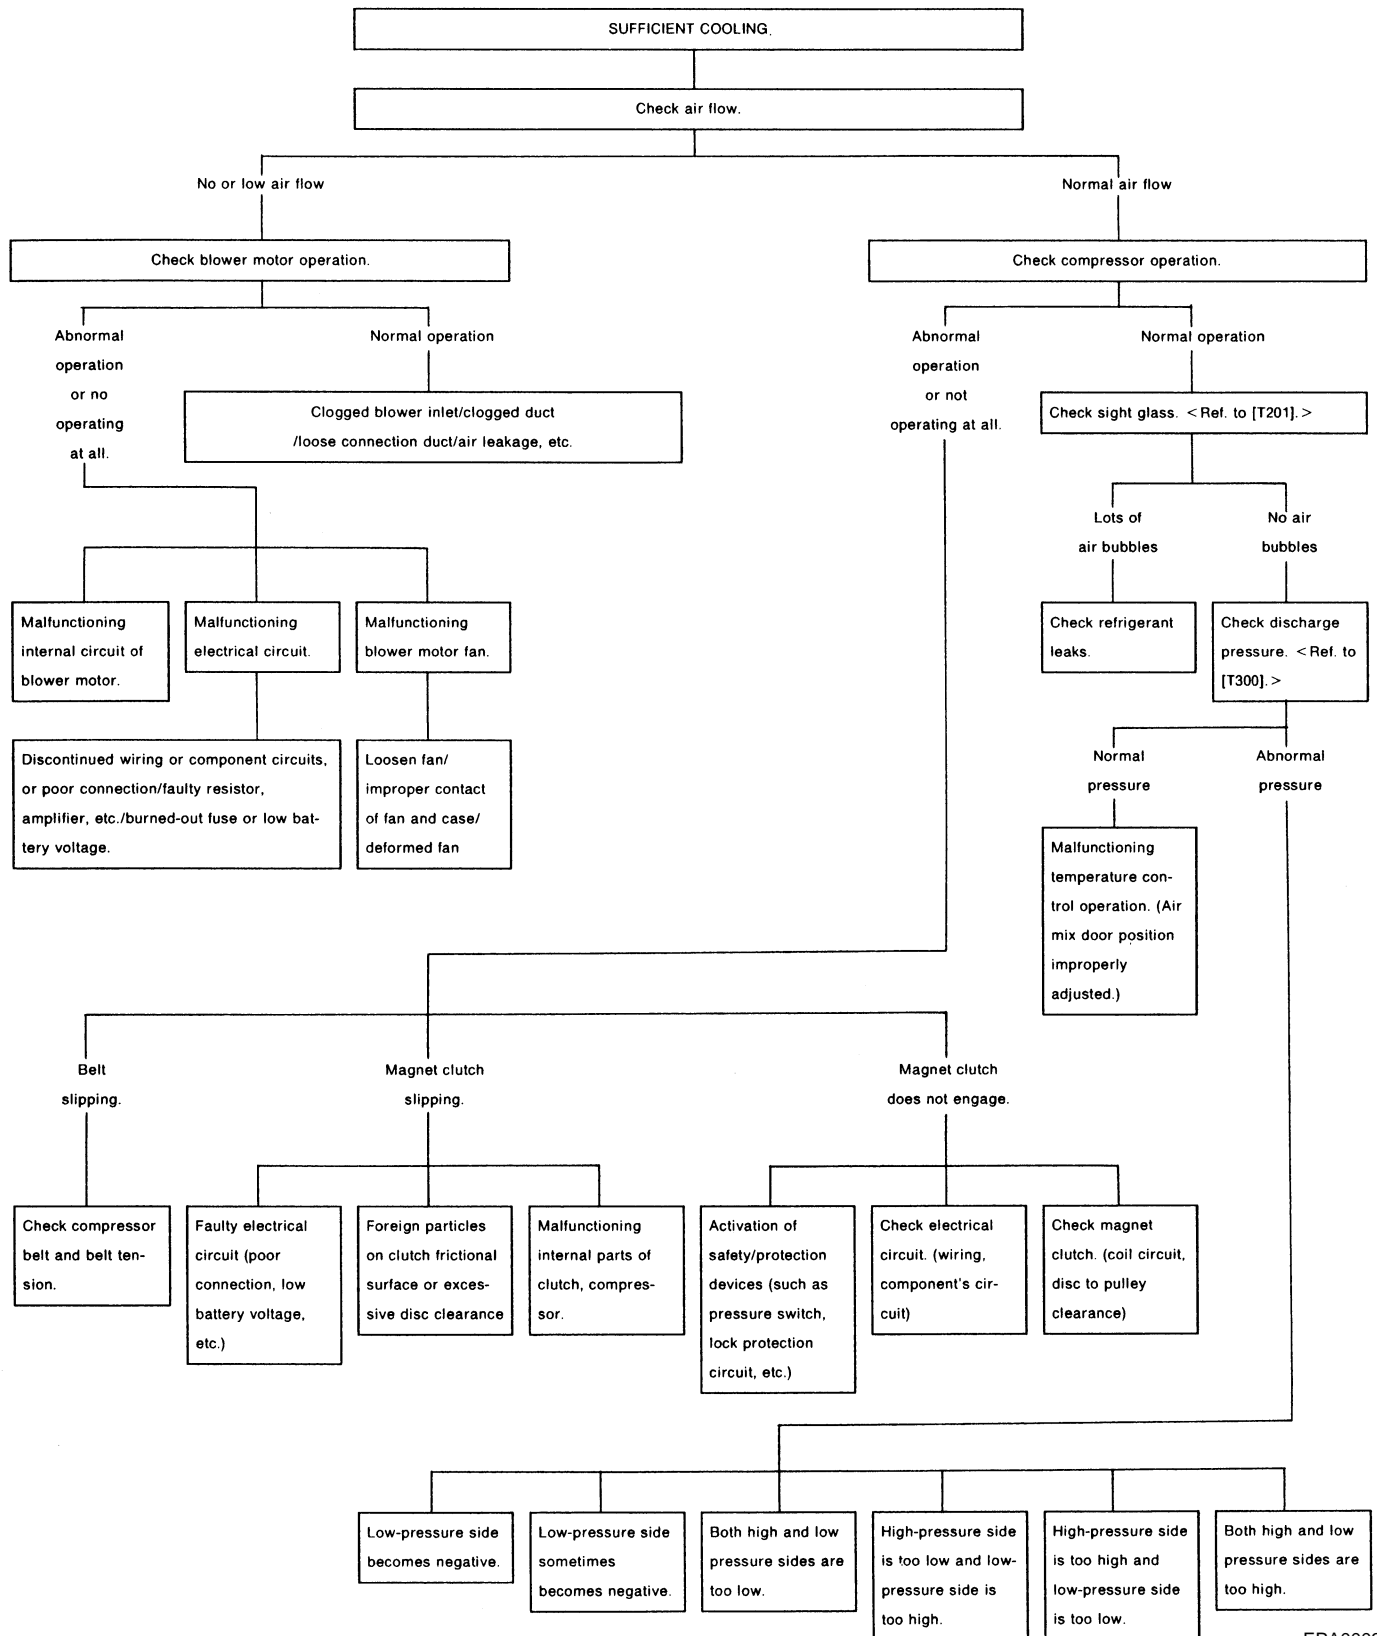 SUFFICIENT COOLING.
Check air flow.
No or low air flow
Normal air flow
Check blower motor operation.
Check compressor operation.
Abnormal
operation
or no
operating
at all.
Normal operation
Clogged blower inlet/clogged duct
/loose connection duct/air leakage, etc.
Abnormal
operation
or not
operating at all.
Normal operation
Check sight glass. <Ref. to [T201].>
Lots of
air bubbles
No air
bubbles
Malfunctioning
internal circuit of
blower motor.
Malfunctioning
electrical circuit.
Malfunctioning
blower motor fan.
Check refrigerant
leaks.
Check discharge
pressure. <Ref. to
[T300].>
Discontinued wiring or component circuits,
or poor connection/faulty resistor,
amplifier, etc./burned-out fuse or low bat-
tery voltage.
Loosen fan/
improper contact
of fan and case/
deformed fan
Normal
pressure
Abnormal
pressure
Malfunctioning
temperature con-
trol operation. (Air
mix door position
improperly
adjusted.)
Belt
slipping.
Magnet clutch
slipping.
Magnet clutch
does not engage.
Check compressor
belt and belt ten-
sion.
Faulty electrical
circuit (poor
connection, low
battery voltage,
etc.)
Foreign particles
on clutch frictional
surface or exces-
sive disc clearance
Malfunctioning
internal parts of
clutch, compres-
sor.
Activation of
safety/protection
devices (such as
pressure switch,
lock protection
circuit, etc.)
Check electrical
circuit. (wiring,
component's cir-
cuit)
Check magnet
clutch. (coil circuit,
disc to pulley
clearance)
Low-pressure side
becomes negative.
Low-pressure side
sometimes
becomes negative.
Both high and low
pressure sides are
too low.
High-pressure side
is too low and low-
pressure side is
too high.
High-pressure side
is too high and
low-pressure side
is too low.
Both high and low
pressure sides are
too high.